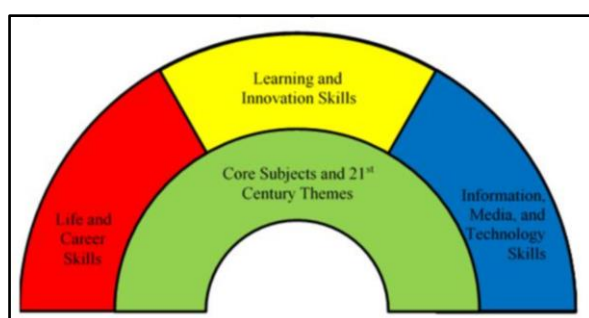 Learning and
Innovation Skills
Core Subjects and 21st
Century Themes
Life and
Career
Skills
Information,
Media, and
Technology
Skills